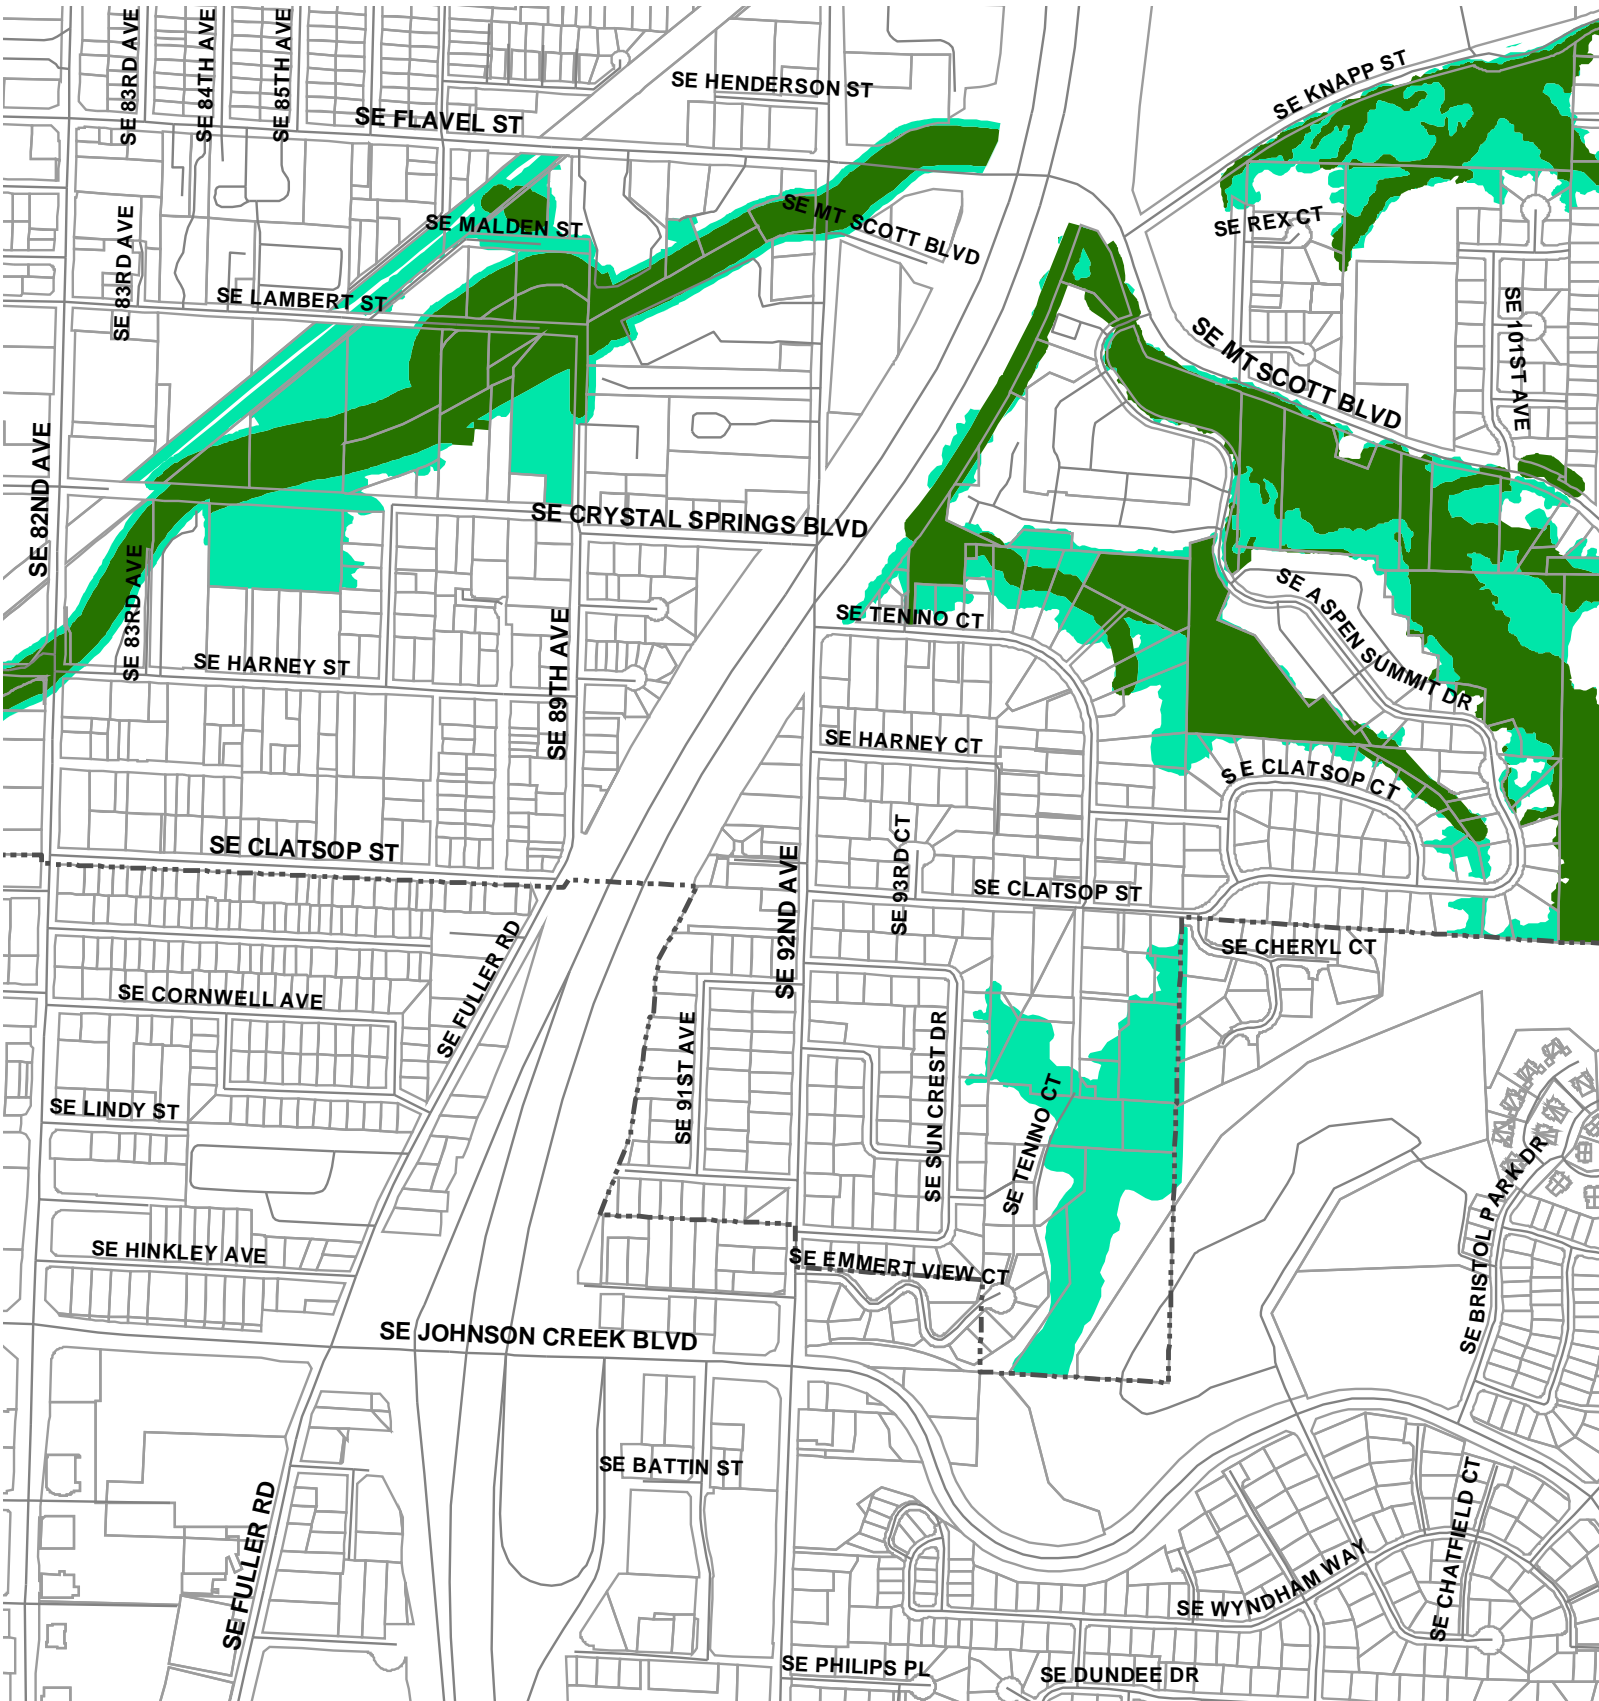 SE 83RD AVE
SE 84TH AVE
SE 85TH AVE
SE HENDERSON ST
SE KNAPP ST
SE FLAVEL ST
SE MALDEN ST
SE MT SCOTT BLVD
SE REX CT
SE 83RD AVE
SE LAMBERT ST
SE 101ST AVE
SE MT SCOTT BLVD
SE 82ND AVE
SE CRYSTAL SPRINGS BLVD
SE 83RD AVE
SE TENINO CT
SE ASPEN SUMMIT DR
SE HARNEY ST
SE 89TH AVE
SE HARNEY CT
SE CLATSOP CT
SE CLATSOP ST
SE 93RD CT
SE 92ND AVE
SE CLATSOP ST
SE FULLER RD
SE CHERYL CT
SE CORNWELL AVE
SE 91ST AVE
SE SUNCREST DR
SE TENINO CT
SE LINDY ST
SE BRISTOL PARK DR
SE HINKLEY AVE
SE EMMERT VIEW CT
SE JOHNSON CREEK BLVD
SE BATTIN ST
SE FULLER RD
SE WYNDHAM WAY
SE CHATFIELD CT
SE PHILIPS PL
SE DUNDEE DR